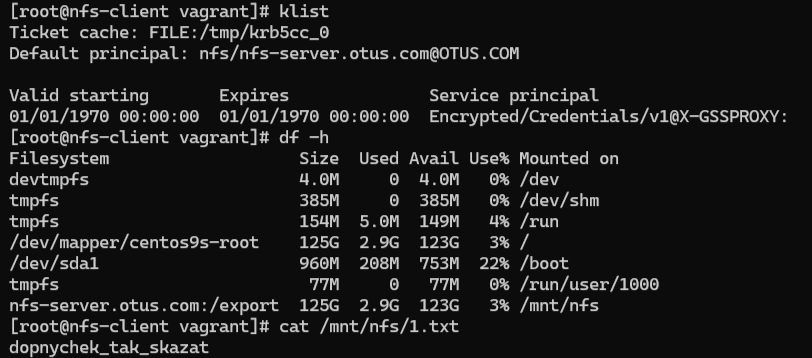 [root@nfs-client vagrant]# klist
Ticket cache: FILE:/tmp/krb5cc_0
Default principal: nfs/nfs-server.otus.com@OTUS.COM

Valid starting       Expires              Service principal
01/01/1970 00:00:00  01/01/1970 00:00:00  Encrypted/Credentials/v1@X-GSSPROXY:
[root@nfs-client vagrant]# df -h
Filesystem                    Size  Used Avail Use% Mounted on
devtmpfs                      4.0M     0  4.0M   0% /dev
tmpfs                         385M     0  385M   0% /dev/shm
tmpfs                         154M  5.0M  149M   4% /run
/dev/mapper/centos9s-root     125G  2.9G  123G   3% /
/dev/sda1                     960M  208M  753M  22% /boot
tmpfs                          77M     0   77M   0% /run/user/1000
nfs-server.otus.com:/export   125G  2.9G  123G   3% /mnt/nfs
[root@nfs-client vagrant]# cat /mnt/nfs/1.txt
dopnychek_tak_skazat